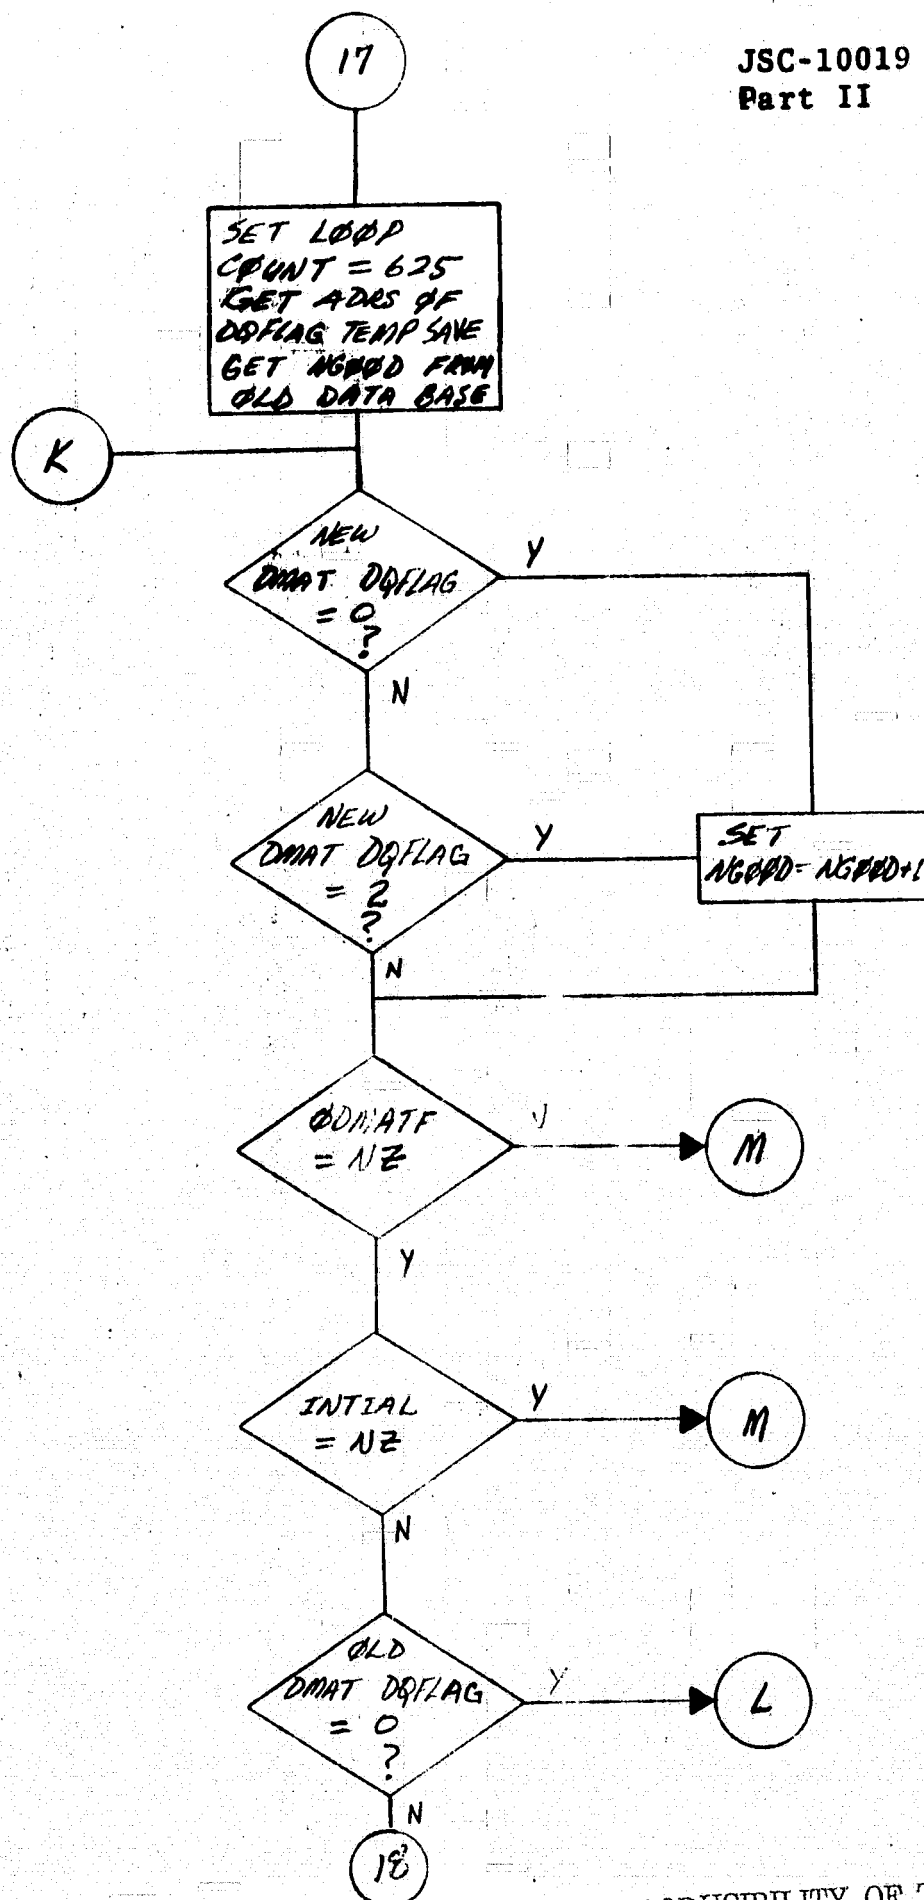 17
JSC-10019
Part II
SET LØØP
CØUNT = 625
GET ADRS ØF
DQFLAG TEMP SAVE
GET NGØØD FRØM
ØLD DATA BASE
K
NEW
DMAT DQFLAG
= 0
?
Y
N
NEW
DMAT DQFLAG
= 2
?
Y
SET
NGØØD = NGØØD+1
N
ØDMATF
= NZ
M
Y
INTIAL
= NZ
Y
M
N
ØLD
DMAT DQFLAG
= 0
?
Y
L
N
18
OF